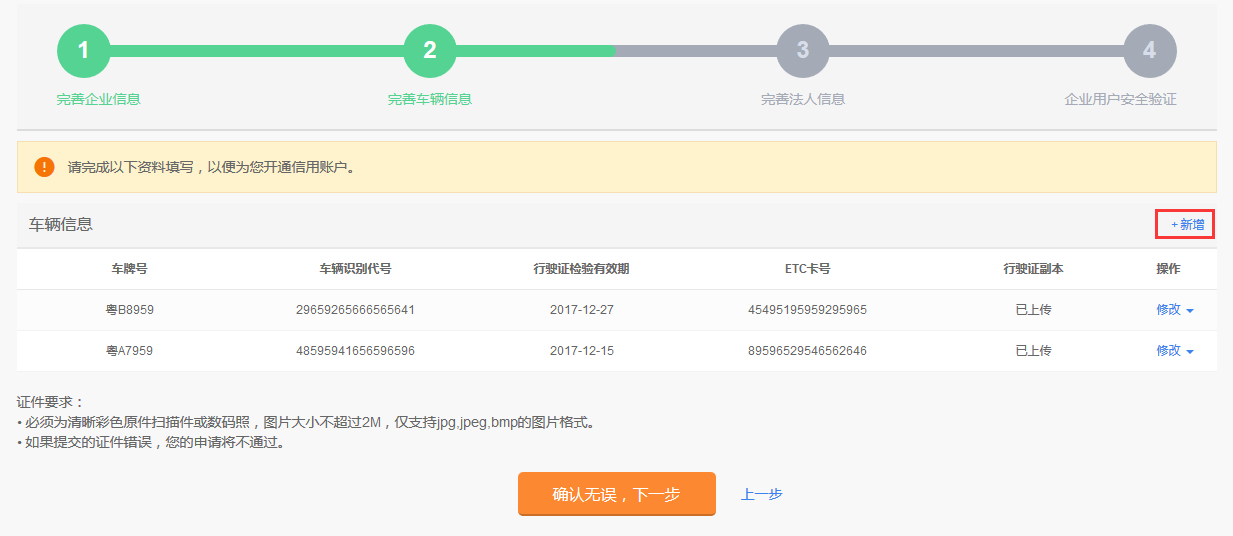 1 2 3 4
完善企业信息 完善车辆信息 完善法人信息 企业用户安全验证
! 请完成以下资料填写，以便为您开通信用账户。
车辆信息 +新增
车牌号 车辆识别代号 行驶证检验有效期 ETC卡号 行驶证副本 操作
粤B8959 29659265666565641 2017-12-27 45495195959295965 已上传 修改
粤A7959 48595941656596596 2017-12-15 89596529546562646 已上传 修改
证件要求：
• 必须为清晰彩色原件扫描件或数码照，图片大小不超过2M，仅支持jpg,jpeg,bmp的图片格式。
• 如果提交的证件错误，您的申请将不通过。
确认无误，下一步 上一步